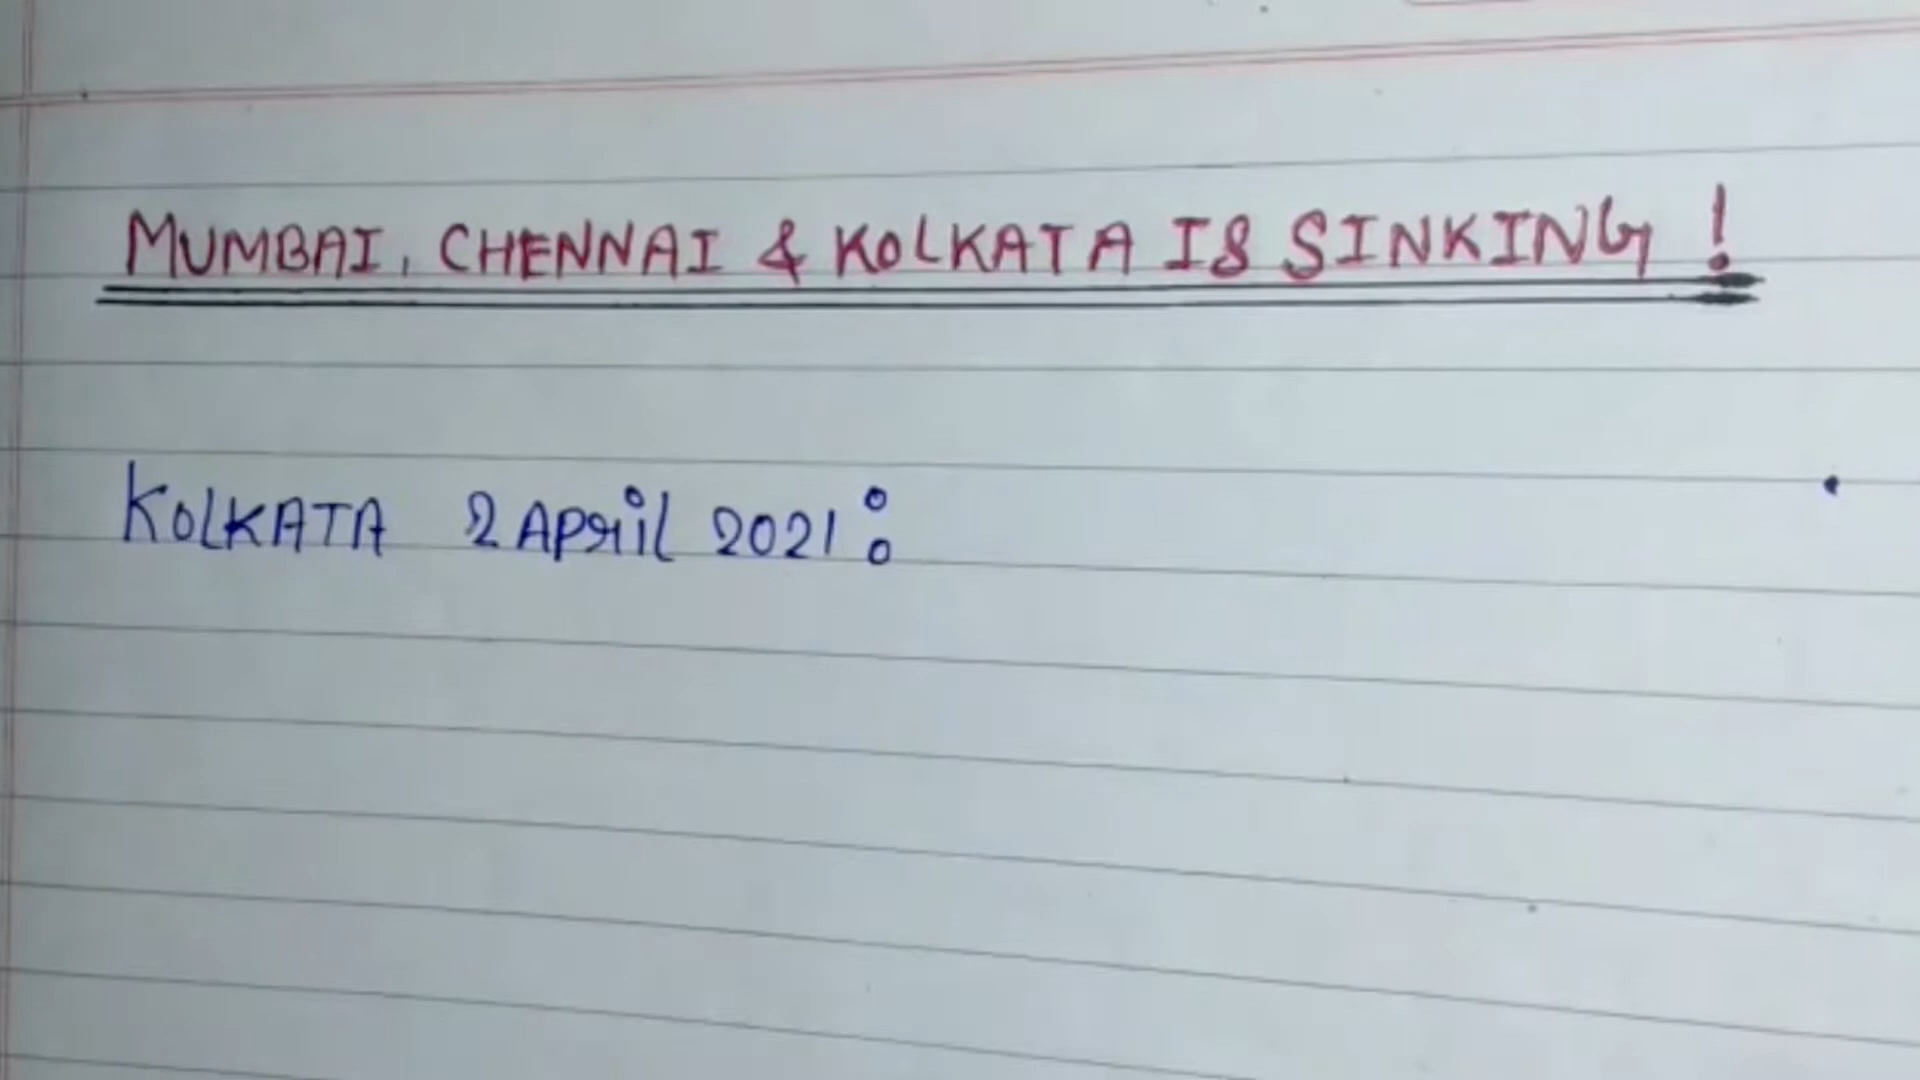 MUMBAI, CHENNAI & KOLKATA IS SINKING !
KOLKATA 2 April 2021 :